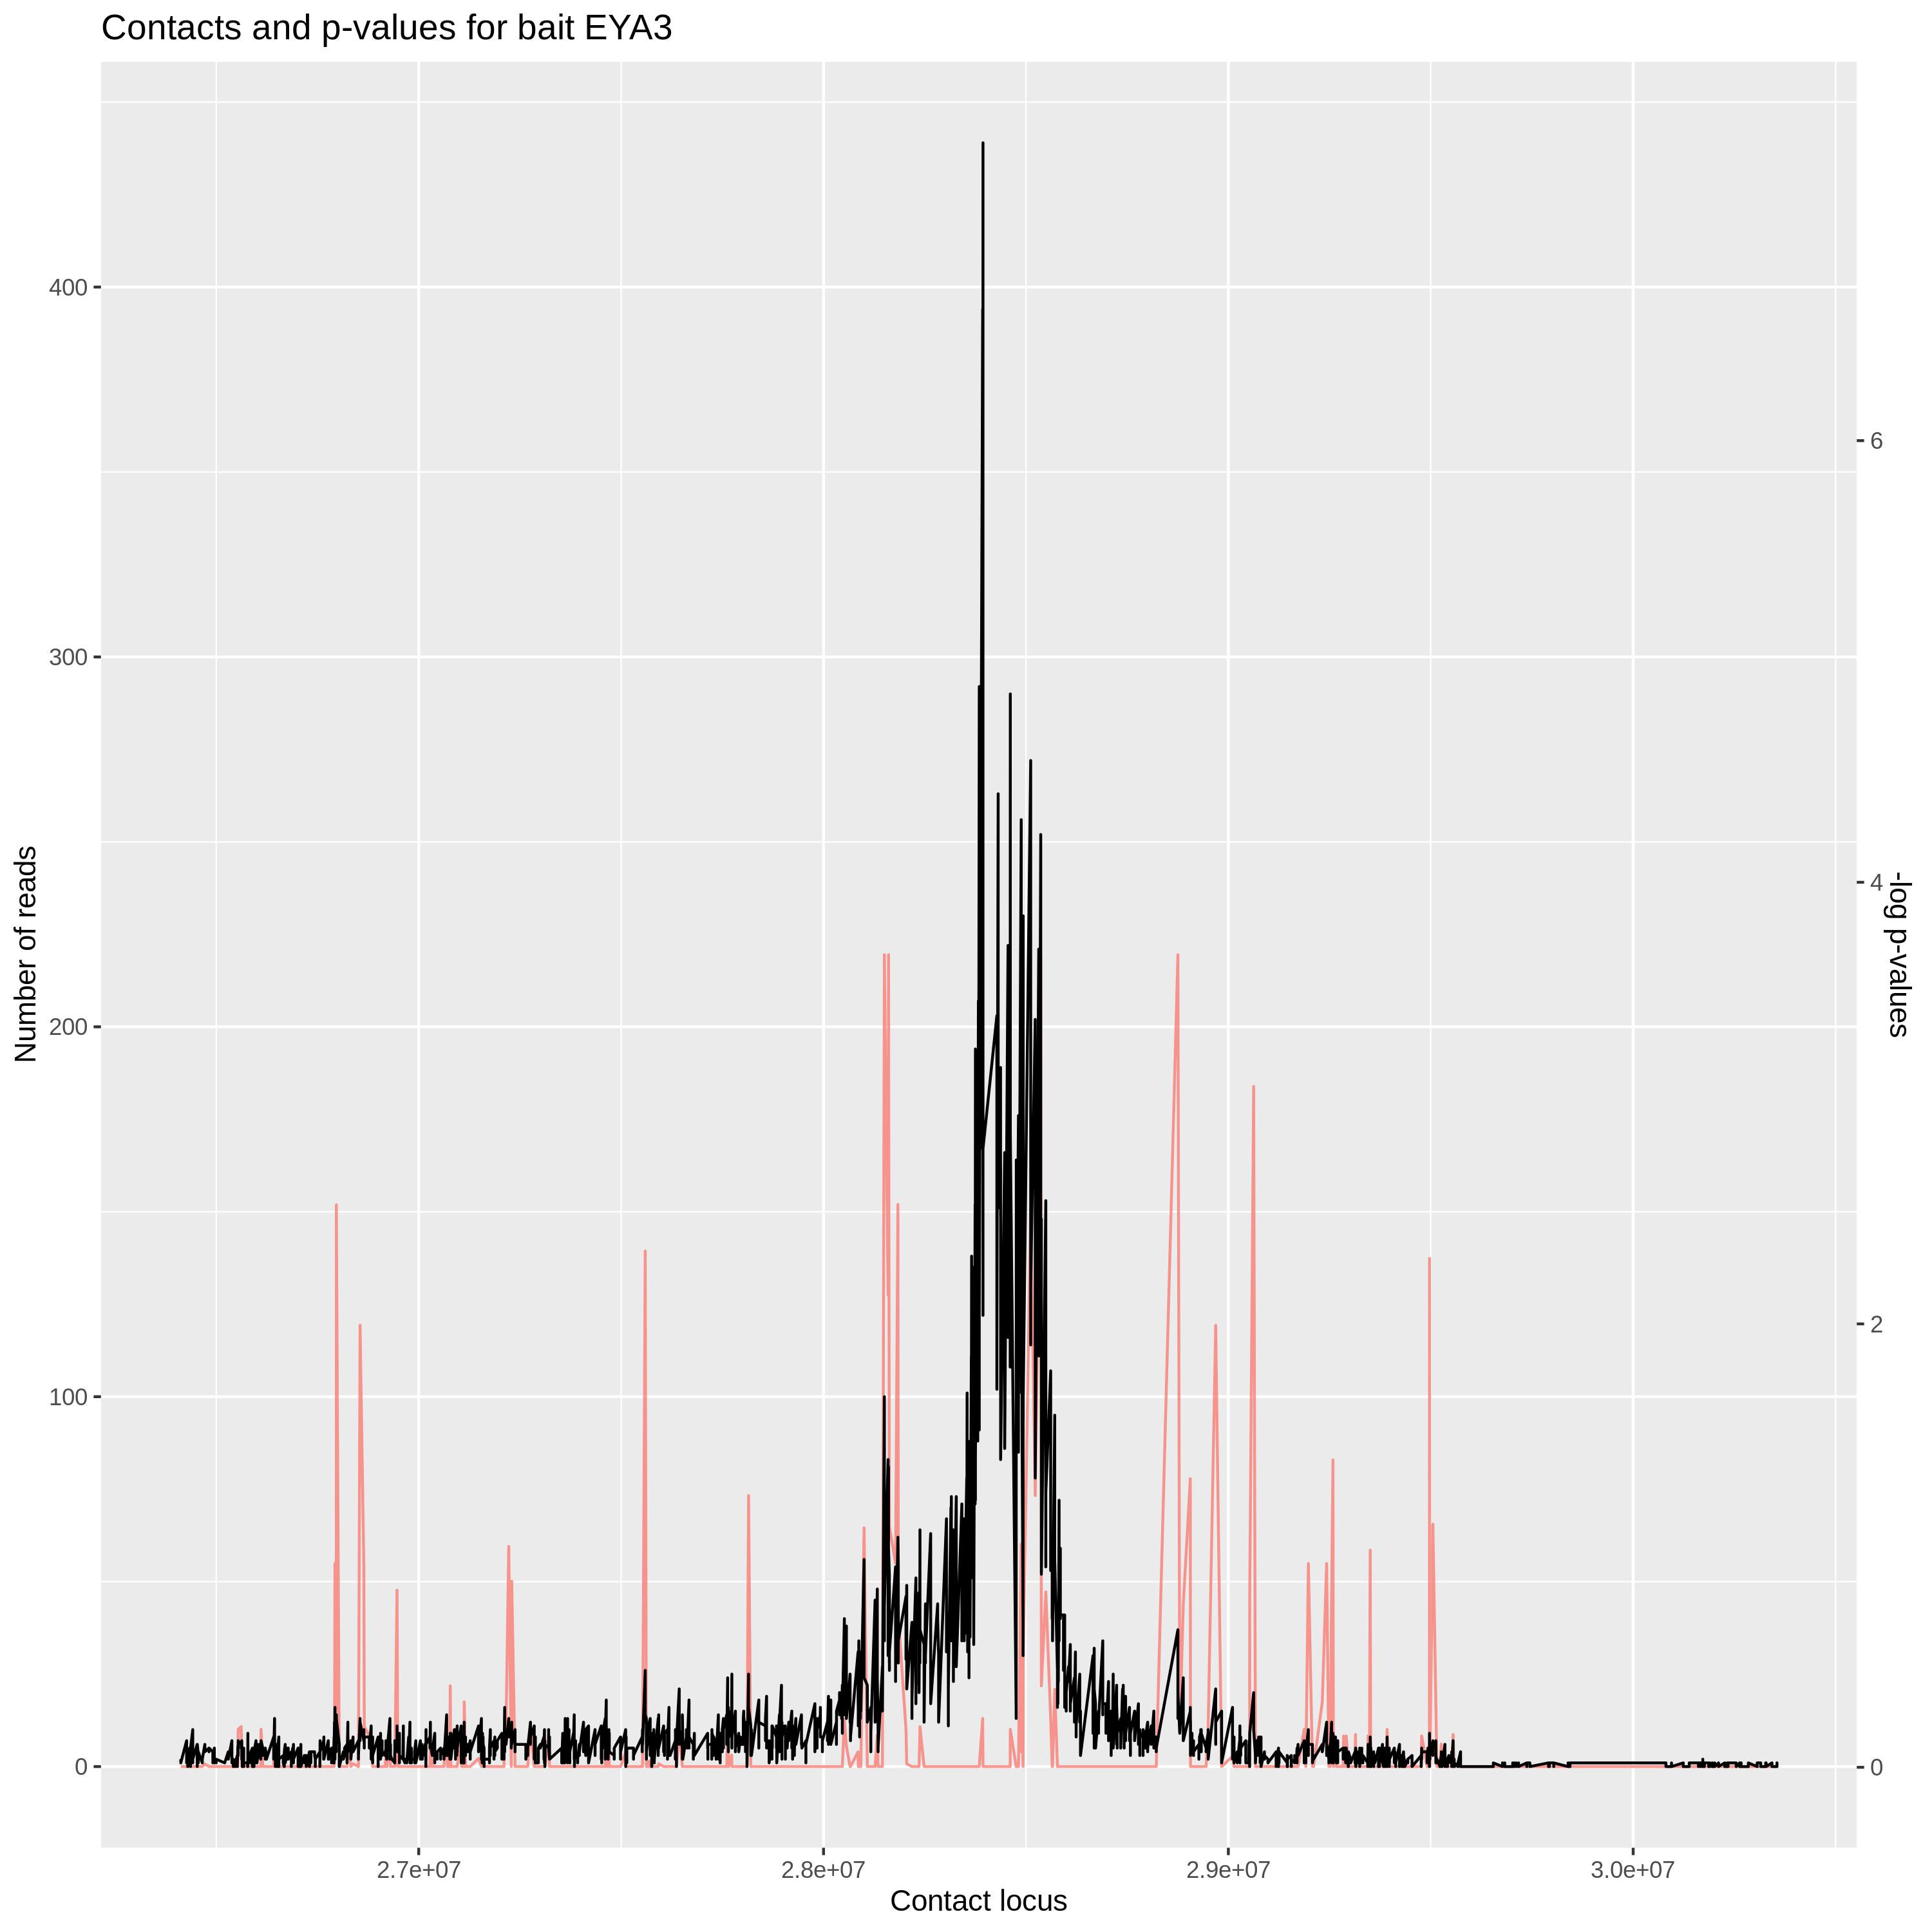 Contacts and p-values for bait EYA3
400
300
200
100
0
Number of reads
6
4
2
0
-log p-values
2.7e+07
2.8e+07
2.9e+07
3.0e+07
Contact locus